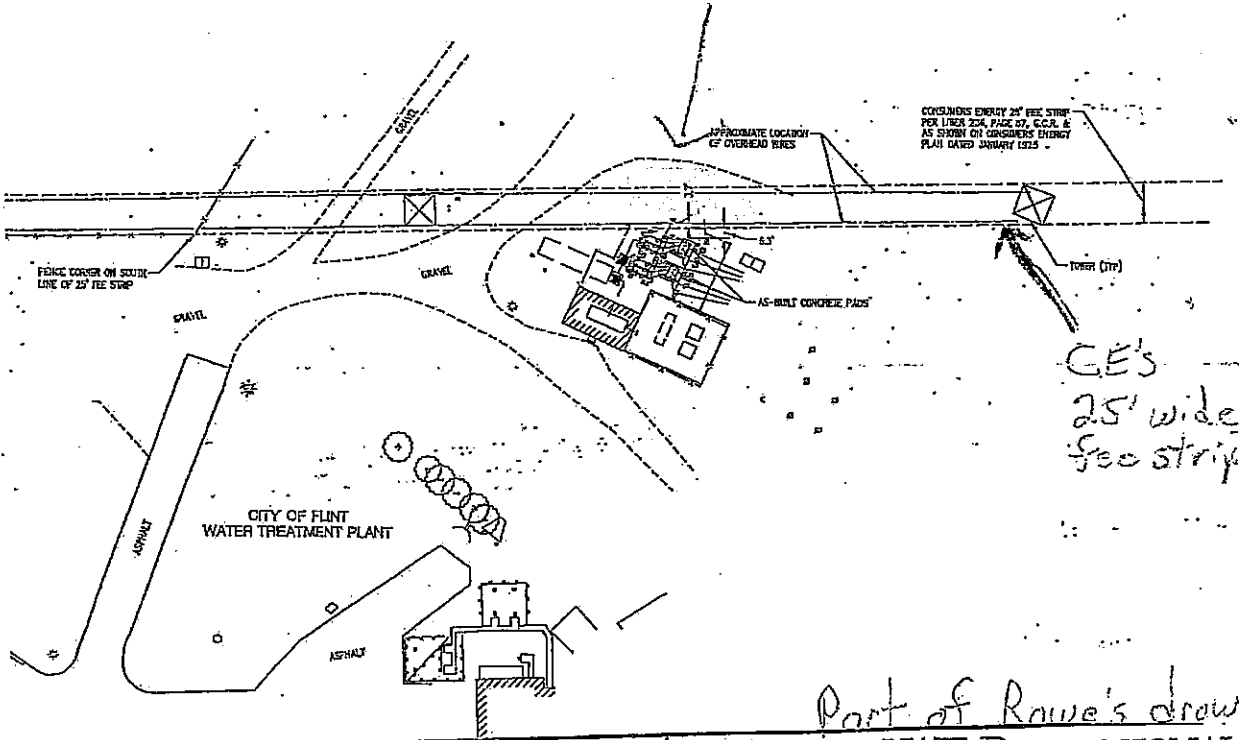 GRAVEL
APPROXIMATE LOCATION
OF OVERHEAD WIRES
CONSUMERS ENERGY 25' FEE STRIP
PER LIBER 234, PAGE 57, G.C.R. &
AS SHOWN ON CONSUMERS ENERGY
PLAN DATED JANUARY 1925
FENCE CORNER ON SOUTH
LINE OF 25' FEE STRIP
GRAVEL
6.3'
TOWER (TYP)
GRAVEL
AS-BUILT CONCRETE PADS
C.E's
25' wide
fee strip
CITY OF FLINT
WATER TREATMENT PLANT
ASPHALT
ASPHALT
Part of Rowe's draw